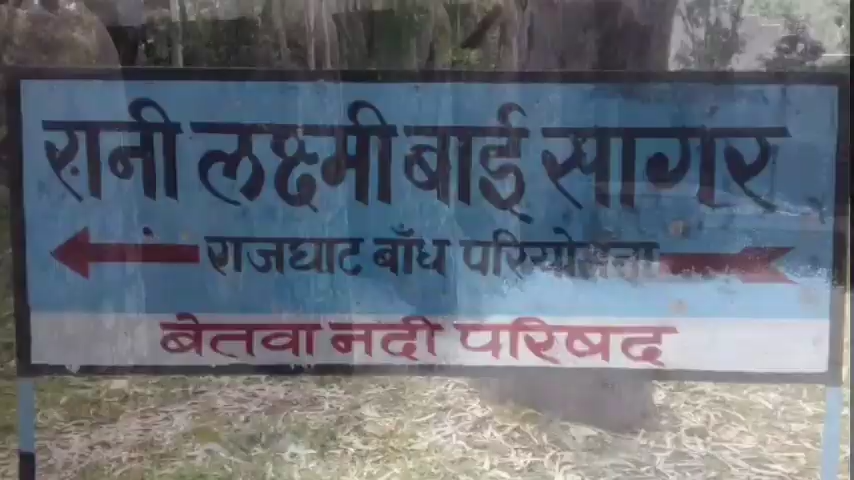 रानी लक्ष्मी बाई सागर
राजघाट बाँध परियोजना
बेतवा नदी परिषद